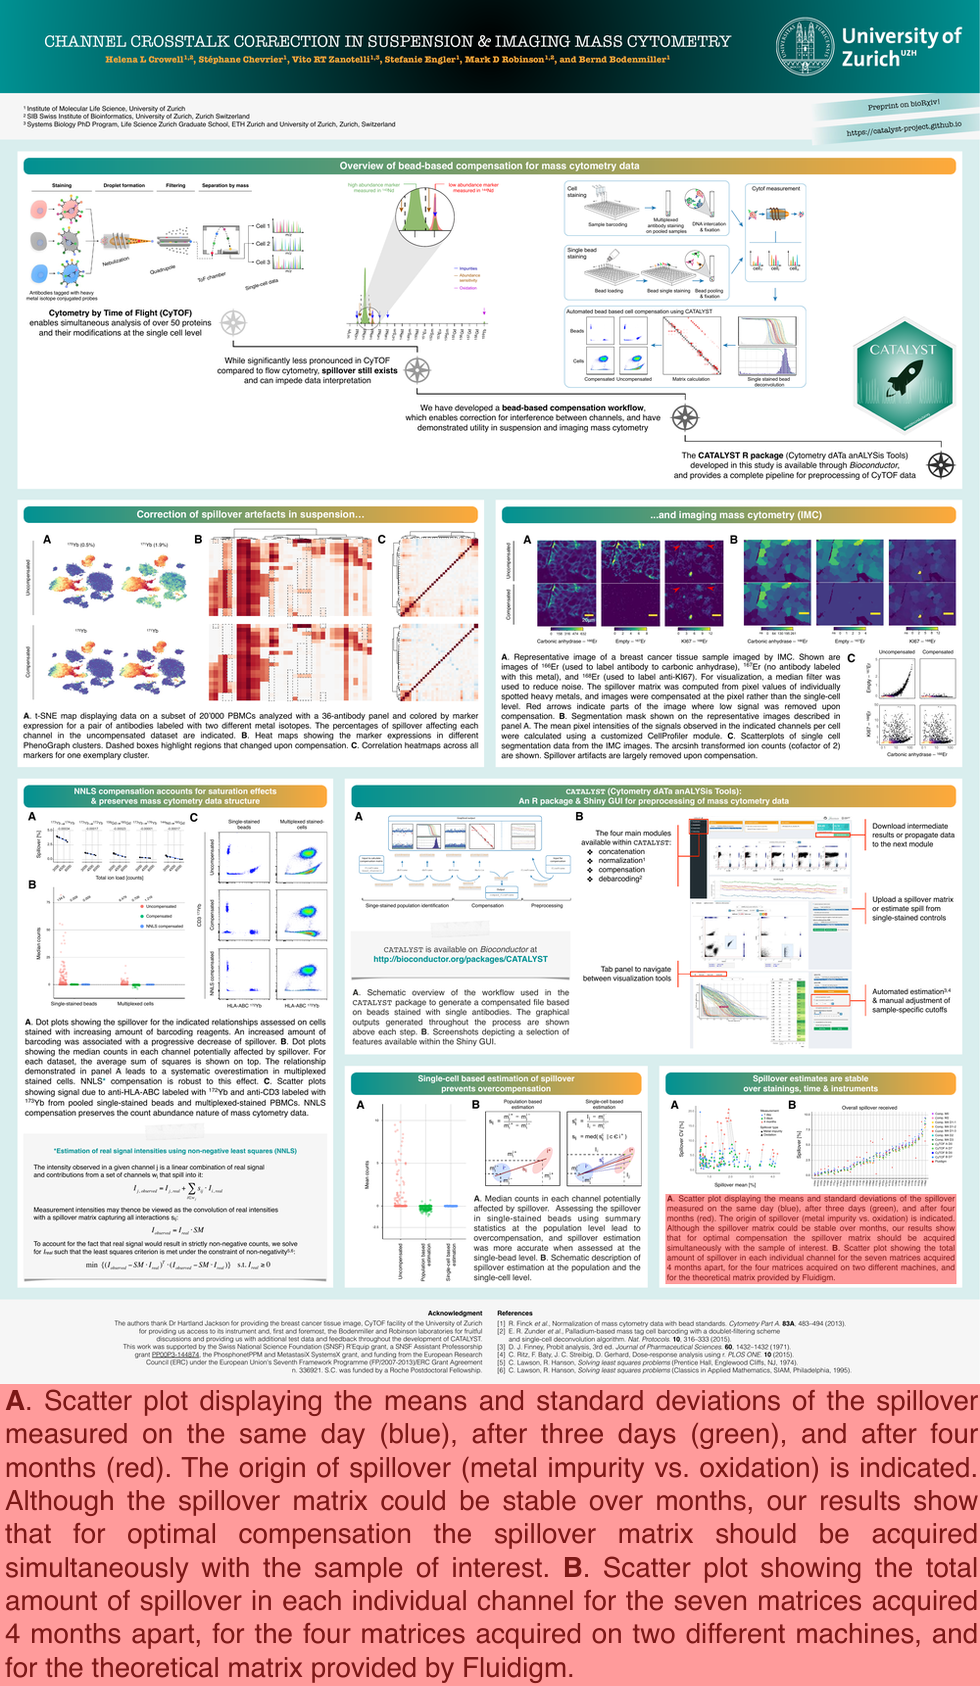 CHANNEL CROSSTALK CORRECTION IN SUSPENSION & IMAGING MASS CYTOMETRY
Helena L Crowell1,2, Stéphane Chevrier1, Vito RT Zanotelli1,3, Stefanie Engler1, Mark D Robinson1,2, and Bernd Bodenmiller1
University of
Zurich UZH
1 Institute of Molecular Life Science, University of Zurich
2 SIB Swiss Institute of Bioinformatics, University of Zurich, Zurich Switzerland
3 Systems Biology PhD Program, Life Science Zurich Graduate School, ETH Zurich and University of Zurich, Zurich, Switzerland
Preprint on bioRxiv!
https://catalyst-project.github.io
Overview of bead-based compensation for mass cytometry data
Staining Droplet formation Filtering Separation by mass
Cell 1
Cell 2
Cell 3
Nebulization
Quadrupole
ToF chamber
Single-cell data
Antibodies tagged with heavy
metal isotope conjugated probes
high abundance marker
low abundance marker
Impurities
Abundance
sensitivity
Oxidation
Cell
staining
Sample barcoding
Multiplexed
antibody staining
on pooled samples
DNA intercalation
& fixation
Cytof measurement
Single bead
staining
Bead loading
Bead single staining
Bead pooling
& fixation
Automated bead based cell compensation using CATALYST
Beads
Cells
Compensated Uncompensated
Matrix calculation
Single stained bead
deconvolution
CATALYST
Cytometry by Time of Flight (CyTOF)
enables simultaneous analysis of over 50 proteins
and their modifications at the single cell level
While significantly less pronounced in CyTOF
compared to flow cytometry, spillover still exists
and can impede data interpretation
We have developed a bead-based compensation workflow,
which enables correction for interference between channels, and have
demonstrated utility in suspension and imaging mass cytometry
The CATALYST R package (Cytometry dATa anALYSis Tools)
developed in this study is available through Bioconductor,
and provides a complete pipeline for preprocessing of CyTOF data
Correction of spillover artefacts in suspension…
A B C
Uncompensated
Compensated
A. t-SNE map displaying data on a subset of 20'000 PBMCs analyzed with a 36-antibody panel and colored by marker
expression for a pair of antibodies labeled with two different metal isotopes. The percentages of spillover affecting each
channel in the uncompensated dataset are indicated. B. Heat maps showing the marker expressions in different
PhenoGraph clusters. Dashed boxes highlight regions that changed upon compensation. C. Correlation heatmaps across all
markers for one exemplary cluster.
...and imaging mass cytometry (IMC)
A B
Uncompensated
Compensated
Carbonic anhydrase – 166Er Empty – 167Er KI67 – 168Er
Carbonic anhydrase – 166Er Empty – 167Er KI67 – 168Er
A. Representative image of a breast cancer tissue sample imaged by IMC. Shown are
images of 166Er (used to label antibody to carbonic anhydrase), 167Er (no antibody labeled
with this metal), and 168Er (used to label anti-KI67). For visualization, a median filter was
used to reduce noise. The spillover matrix was computed from pixel values of individually
spotted heavy metals, and images were compensated at the pixel rather than the single-cell
level. Red arrows indicate parts of the image where low signal was removed upon
compensation. B. Segmentation mask shown on the representative images described in
panel A. The mean pixel intensities of the signals observed in the indicated channels per cell
were calculated using a customized CellProfiler module. C. Scatterplots of single cell
segmentation data from the IMC images. The arcsinh transformed ion counts (cofactor of 2)
are shown. Spillover artifacts are largely removed upon compensation.
C
Uncompensated Compensated
Carbonic anhydrase – 166Er
NNLS compensation accounts for saturation effects
& preserves mass cytometry data structure
A
Spillover [%]
Total ion load [counts]
B
Median counts
Uncompensated
Compensated
NNLS compensated
Single-stained beads Multiplexed cells
C
Single-stained
beads
Multiplexed stained-
cells
Uncompensated
Compensated
NNLS compensated
CD3 173Yb
HLA-ABC 172Yb HLA-ABC 172Yb
A. Dot plots showing the spillover for the indicated relationships assessed on cells
stained with increasing amount of barcoding reagents. An increased amount of
barcoding was associated with a progressive decrease of spillover. B. Dot plots
showing the median counts in each channel potentially affected by spillover. For
each dataset, the average sum of squares is shown on top. The relationship
demonstrated in panel A leads to a systematic overestimation in multiplexed
stained cells. NNLS* compensation is robust to this effect. C. Scatter plots
showing signal due to anti-HLA-ABC labeled with 172Yb and anti-CD3 labeled with
173Yb from pooled single-stained beads and multiplexed-stained PBMCs. NNLS
compensation preserves the count abundance nature of mass cytometry data.
*Estimation of real signal intensities using non-negative least squares (NNLS)
The intensity observed in a given channel j is a linear combination of real signal
and contributions from a set of channels wj that spill into it:
Measurement intensities may thence be viewed as the convolution of real intensities
with a spillover matrix capturing all interactions sij:
I observed = I real · SM
To account for the fact that real signal would result in strictly non-negative counts, we solve
for Ireal such that the least squares criterion is met under the constraint of non-negativity5,6:
min {(I observed – SM · I real)T · (I observed – SM · I real)} s.t. I real ≥ 0
CATALYST (Cytometry dATa anALYSis Tools):
An R package & Shiny GUI for preprocessing of mass cytometry data
A
Singe-stained population identification Compensation Preprocessing
CATALYST is available on Bioconductor at
http://bioconductor.org/packages/CATALYST
A. Schematic overview of the workflow used in the
CATALYST package to generate a compensated file based
on beads stained with single antibodies. The graphical
outputs generated throughout the process are shown
above each step. B. Screenshots depicting a selection of
features available within the Shiny GUI.
B
The four main modules
available within CATALYST:
❖ concatenation
❖ normalization1
❖ compensation
❖ debarcoding2
Tab panel to navigate
between visualization tools
Download intermediate
results or propagate data
to the next module
Upload a spillover matrix
or estimate spill from
single-stained controls
Automated estimation3,4
& manual adjustment of
sample-specific cutoffs
Single-cell based estimation of spillover
prevents overcompensation
A
Mean counts
Uncompensated
Population based
estimation
Single-cell based
estimation
B
Population based
estimation
Single-cell based
estimation
A. Median counts in each channel potentially
affected by spillover. Assessing the spillover
in single-stained beads using summary
statistics at the population level lead to
overcompensation, and spillover estimation
was more accurate when assessed at the
single-bead level. B. Schematic description of
spillover estimation at the population and the
single-cell level.
Spillover estimates are stable
over stainings, time & instruments
A
Spillover CV [%]
Spillover mean [%]
B
Overall spillover received
Spillover [%]
A. Scatter plot displaying the means and standard deviations of the spillover
measured on the same day (blue), after three days (green), and after four
months (red). The origin of spillover (metal impurity vs. oxidation) is indicated.
Although the spillover matrix could be stable over months, our results show
that for optimal compensation the spillover matrix should be acquired
simultaneously with the sample of interest. B. Scatter plot showing the total
amount of spillover in each individual channel for the seven matrices acquired
4 months apart, for the four matrices acquired on two different machines, and
for the theoretical matrix provided by Fluidigm.
Acknowledgment
The authors thank Dr Hartland Jackson for providing the breast cancer tissue image, CyTOF facility of the University of Zurich
for providing us access to its instrument and, first and foremost, the Bodenmiller and Robinson laboratories for fruitful
discussions and providing us with additional test data and feedback throughout the development of CATALYST.
This work was supported by the Swiss National Science Foundation (SNSF) R'Equip grant, a SNSF Assistant Professorship
grant PP00P3-144874, the PhosphonetPPM and MetastasiX SystemsX grant, and funding from the European Research
Council (ERC) under the European Union's Seventh Framework Programme (FP/2007-2013)/ERC Grant Agreement
n. 336921. S.C. was funded by a Roche Postdoctoral Fellowship.
References
[1] R. Finck et al., Normalization of mass cytometry data with bead standards. Cytometry Part A. 83A, 483–494 (2013).
[2] E. R. Zunder et al., Palladium-based mass tag cell barcoding with a doublet-filtering scheme
and single-cell deconvolution algorithm. Nat. Protocols. 10, 316-333 (2015).
[3] D. J. Finney, Probit analysis, 3rd ed. Journal of Pharmaceutical Sciences. 60, 1432–1432 (1971).
[4] C. Ritz, F. Baty, J. C. Streibig, D. Gerhard, Dose-response analysis using r. PLOS ONE. 10 (2015).
[5] C. Lawson, R. Hanson, Solving least squares problems (Prentice Hall, Englewood Cliffs, NJ, 1974).
[6] C. Lawson, R. Hanson, Solving least squares problems (Classics in Applied Mathematics, SIAM, Philadelphia, 1995).
A. Scatter plot displaying the means and standard deviations of the spillover
measured on the same day (blue), after three days (green), and after four
months (red). The origin of spillover (metal impurity vs. oxidation) is indicated.
Although the spillover matrix could be stable over months, our results show
that for optimal compensation the spillover matrix should be acquired
simultaneously with the sample of interest. B. Scatter plot showing the total
amount of spillover in each individual channel for the seven matrices acquired
4 months apart, for the four matrices acquired on two different machines, and
for the theoretical matrix provided by Fluidigm.